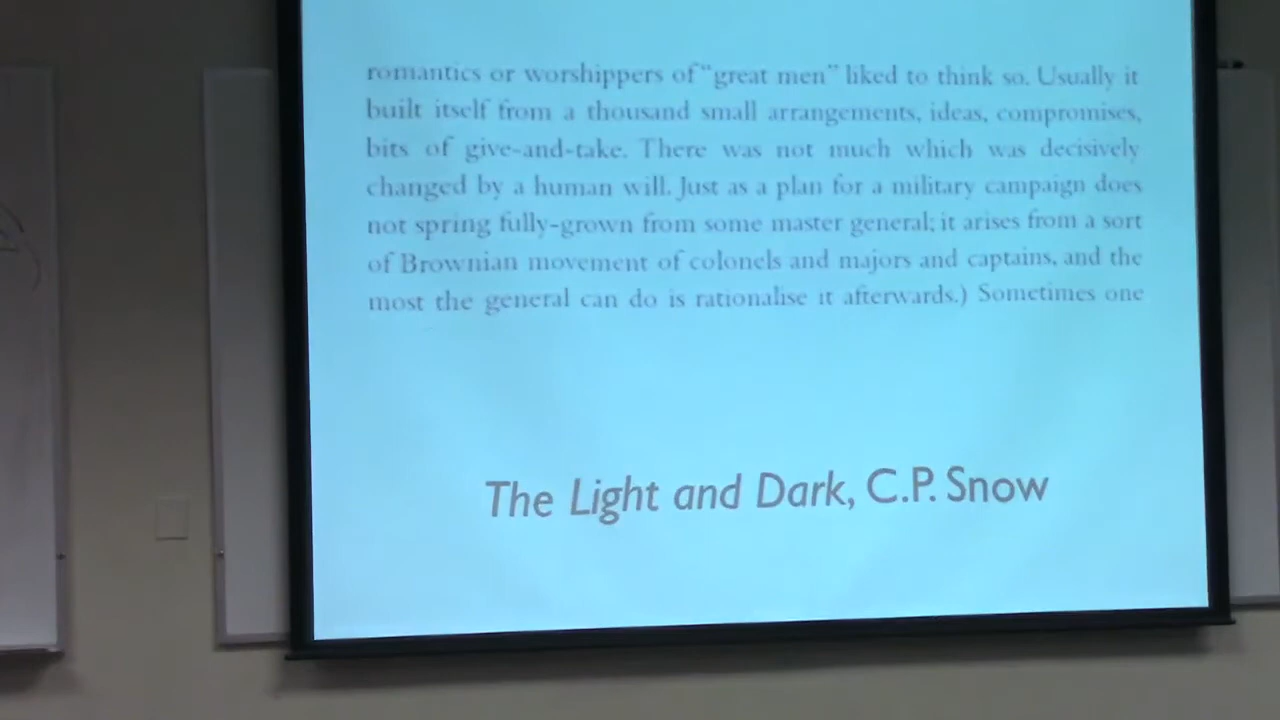 romantics or worshippers of “great men” liked to think so. Usually it
built itself from a thousand small arrangements, ideas, compromises,
bits of give-and-take. There was not much which was decisively
changed by a human will. Just as a plan for a military campaign does
not spring fully-grown from some master general; it arises from a sort
of Brownian movement of colonels and majors and captains, and the
most the general can do is rationalise it afterwards.) Sometimes one
The Light and Dark, C.P. Snow